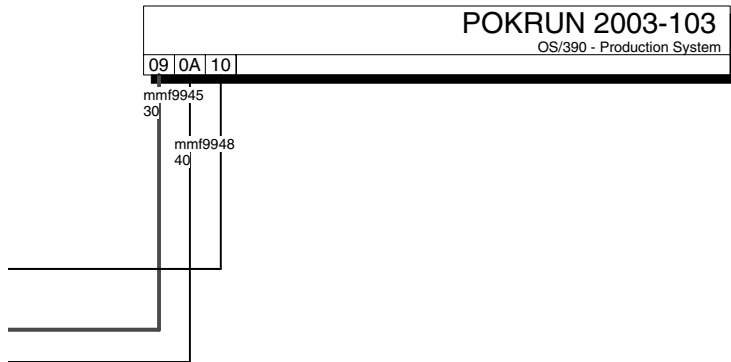 POKRUN 2003-103
OS/390 - Production System
09 0A 10
mmf9945
30
mmf9948
40